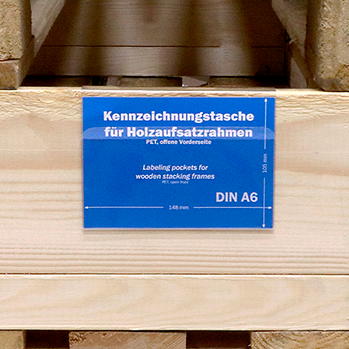 Kennzeichnungstasche
für Holzaufsatzrahmen
PET, offene Vorderseite
Labeling pockets for
wooden stacking frames
PET, open front
DIN A6
105 mm
148 mm